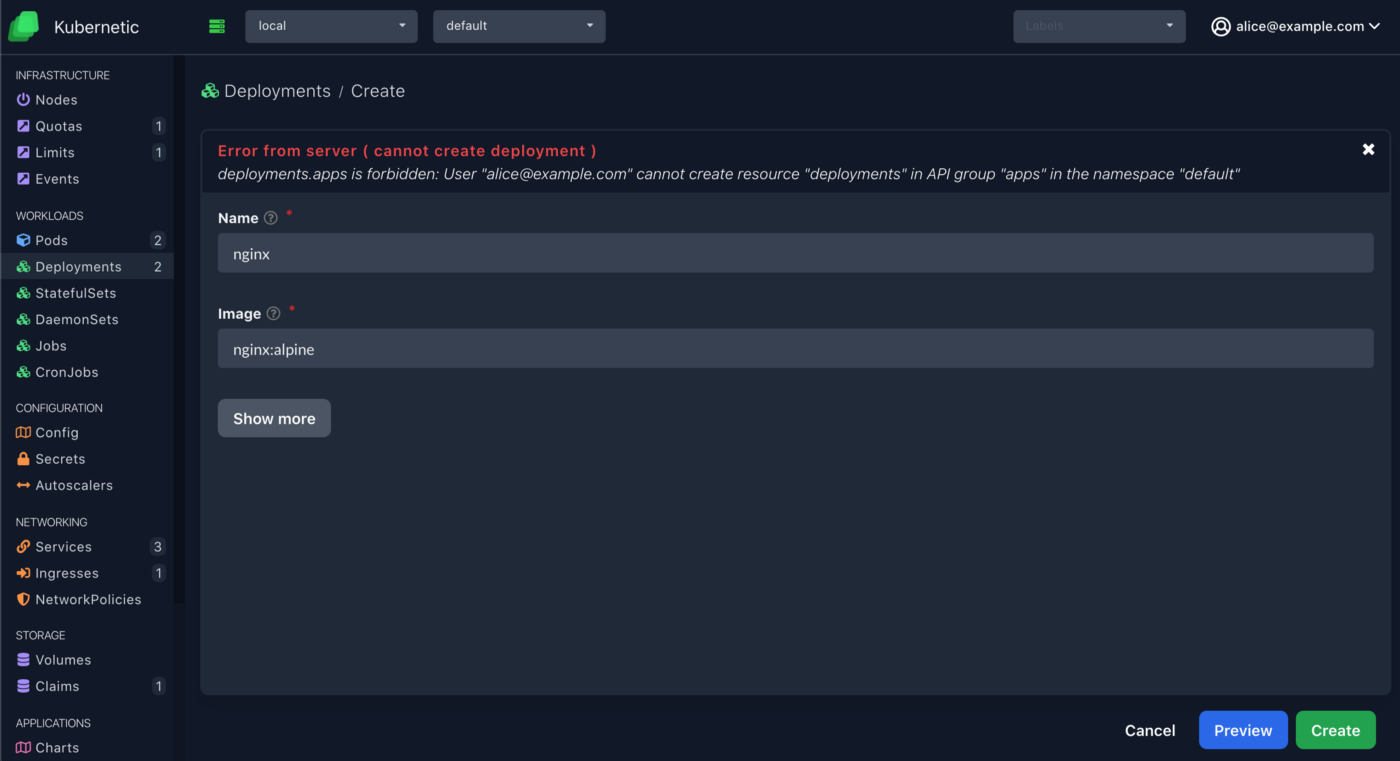 Kubernetic
local
default
Labels
alice@example.com
INFRASTRUCTURE
Nodes
Quotas 1
Limits 1
Events
WORKLOADS
Pods 2
Deployments 2
StatefulSets
DaemonSets
Jobs
CronJobs
CONFIGURATION
Config
Secrets
Autoscalers
NETWORKING
Services 3
Ingresses 1
NetworkPolicies
STORAGE
Volumes
Claims 1
APPLICATIONS
Charts
Deployments / Create
Error from server ( cannot create deployment )
deployments.apps is forbidden: User "alice@example.com" cannot create resource "deployments" in API group "apps" in the namespace "default"
Name ? *
nginx
Image ? *
nginx:alpine
Show more
Cancel
Preview
Create